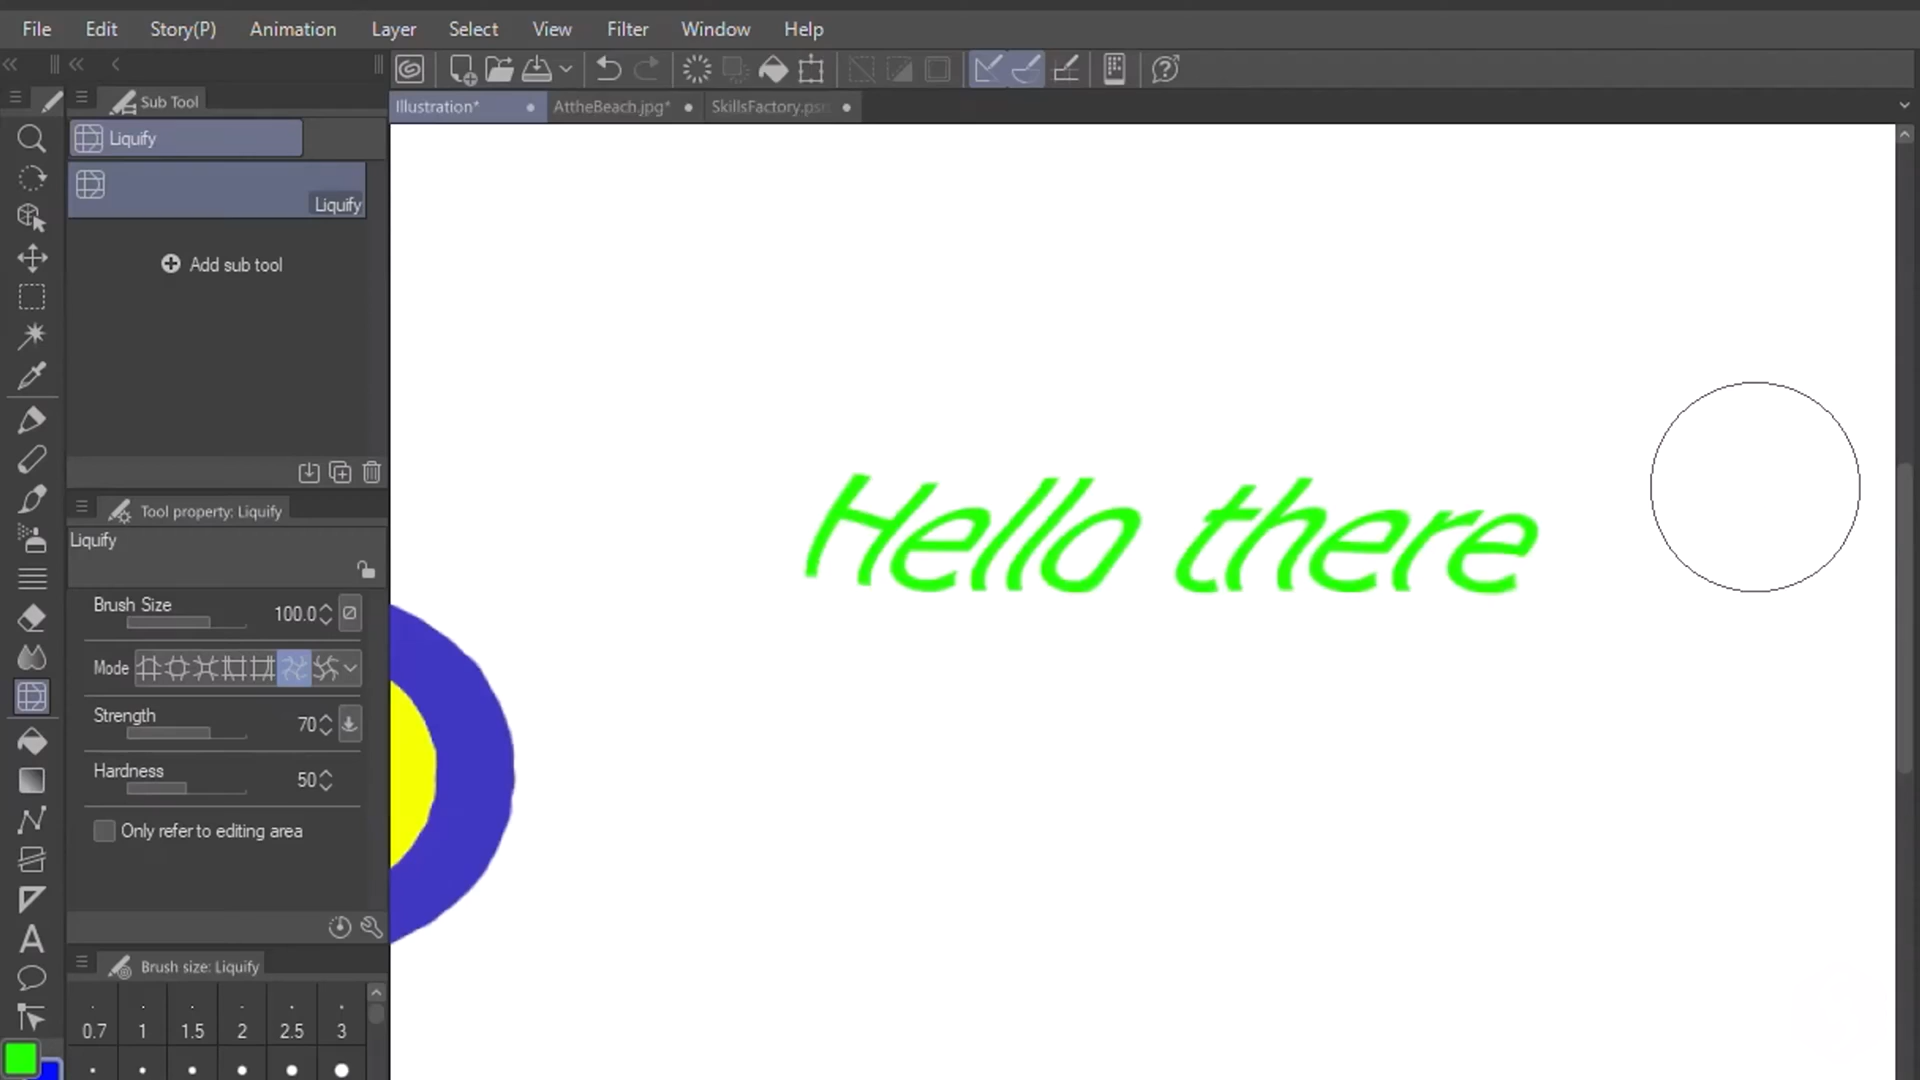 File Edit Story(P) Animation Layer Select View Filter Window Help
Sub Tool
Illustration* AttheBeach.jpg* SkillsFactory.psd
Liquify
Liquify
Add sub tool
Hello there
Tool property: Liquify
Liquify
Brush Size 100.0
Mode
Strength 70
Hardness 50
Only refer to editing area
A
Brush size: Liquify
0.7 1 1.5 2 2.5 3